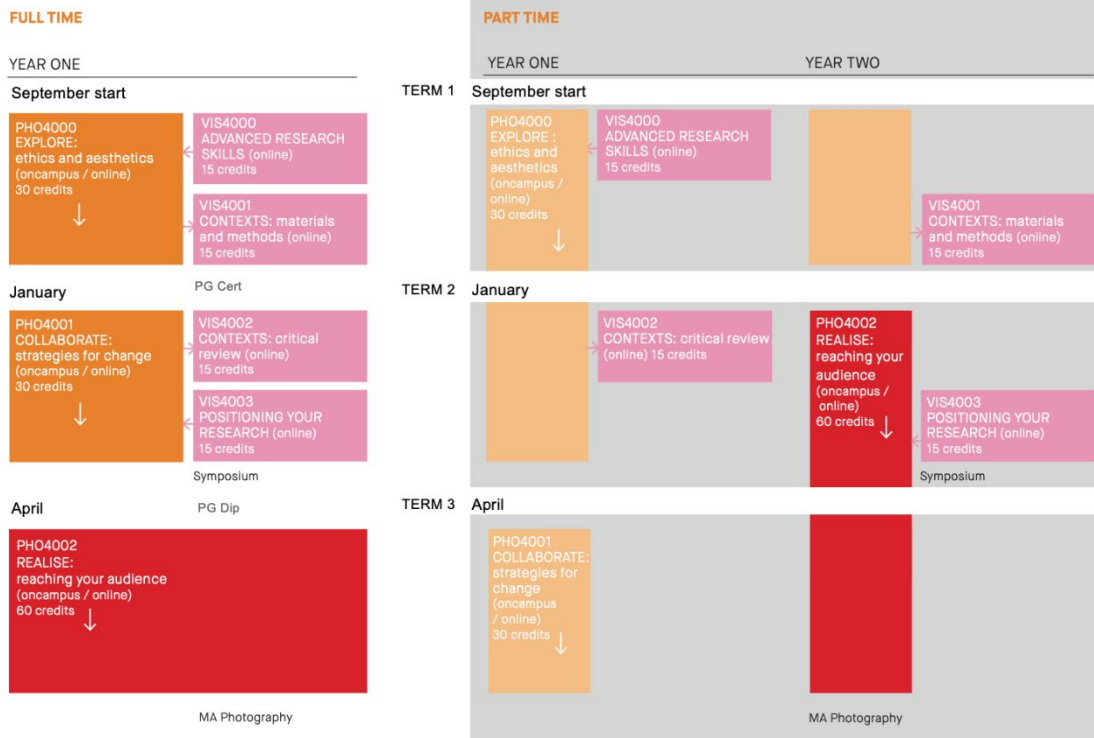 FULL TIME
YEAR ONE
September start
PHO4000
EXPLORE:
ethics and aesthetics
(oncampus / online)
30 credits
VIS4000
ADVANCED RESEARCH
SKILLS (online)
15 credits
VIS4001
CONTEXTS: materials
and methods (online)
15 credits
January
PG Cert
PHO4001
COLLABORATE:
strategies for change
(oncampus / online)
30 credits
VIS4002
CONTEXTS: critical
review (online)
15 credits
VIS4003
POSITIONING YOUR
RESEARCH (online)
15 credits
Symposium
April
PG Dip
PHO4002
REALISE:
reaching your audience
(oncampus / online)
60 credits
MA Photography
PART TIME
YEAR ONE
YEAR TWO
TERM 1
September start
PHO4000
EXPLORE :
ethics and
aesthetics
(oncampus /
online)
30 credits
VIS4000
ADVANCED RESEARCH
SKILLS (online)
15 credits
VIS4001
CONTEXTS: materials
and methods (online)
15 credits
TERM 2
January
VIS4002
CONTEXTS: critical review
(online) 15 credits
PHO4002
REALISE:
reaching your
audience
(oncampus /
online)
60 credits
VIS4003
POSITIONING YOUR
RESEARCH (online)
15 credits
Symposium
TERM 3
April
PHO4001
COLLABORATE:
strategies for
change
(oncampus
/ online)
30 credits
MA Photography